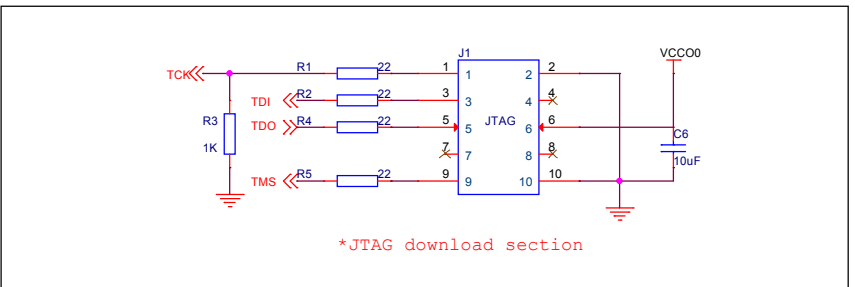 J1
VCCO0
TCK
R1
22
1
1
2
2
TDI
R2
22
3
3
4
4
R3
1K
TDO
R4
22
5
5
JTAG
6
6
C6
10uF
7
7
8
8
TMS
R5
22
9
9
10
10
*JTAG download section